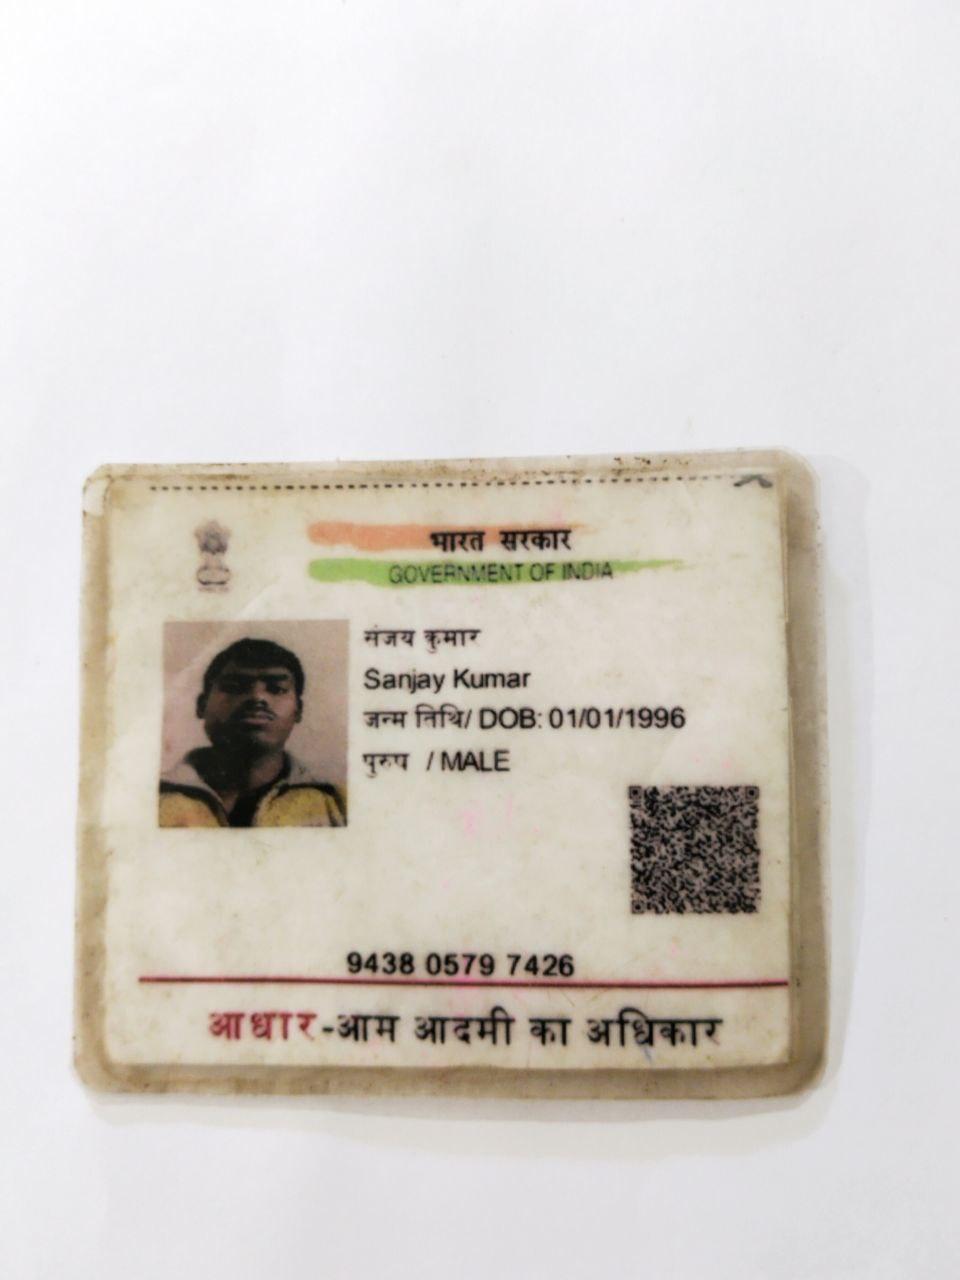 भारत सरकार
GOVERNMENT OF INDIA
संजय कुमार
Sanjay Kumar
जन्म तिथि/ DOB: 01/01/1996
पुरुष / MALE
9438 0579 7426
आधार-आम आदमी का अधिकार